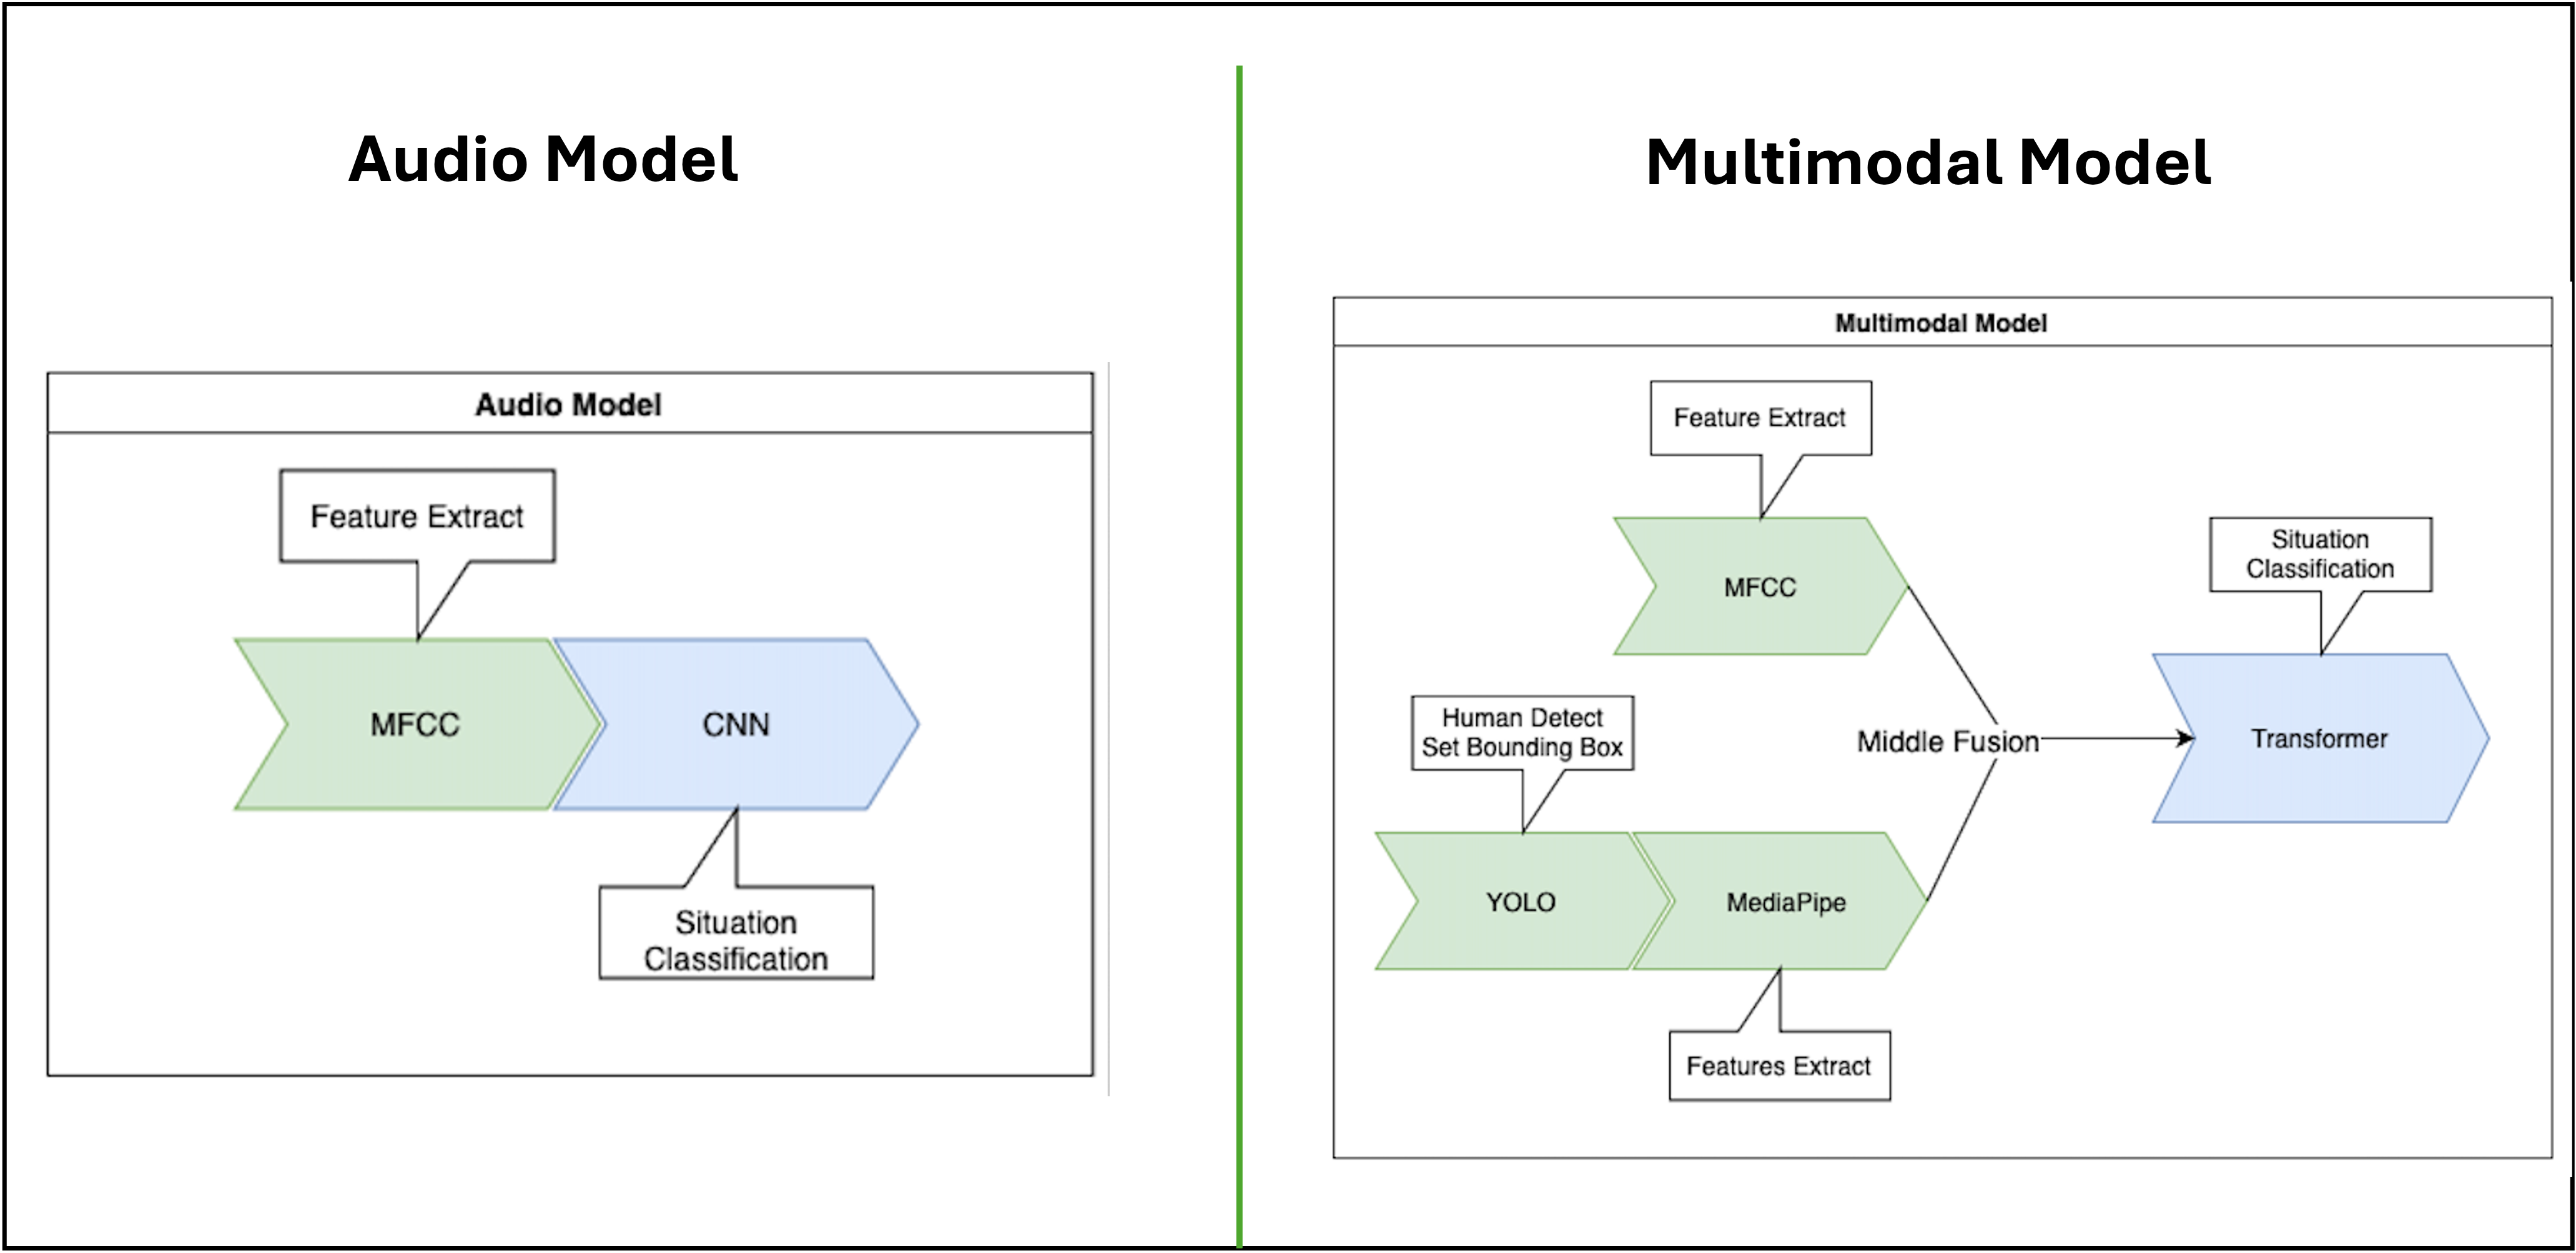 Audio Model
Audio Model
Feature Extract
MFCC
CNN
Situation
Classification
Multimodal Model
Multimodal Model
Feature Extract
MFCC
Situation
Classification
Human Detect
Set Bounding Box
Middle Fusion
Transformer
YOLO
MediaPipe
Features Extract